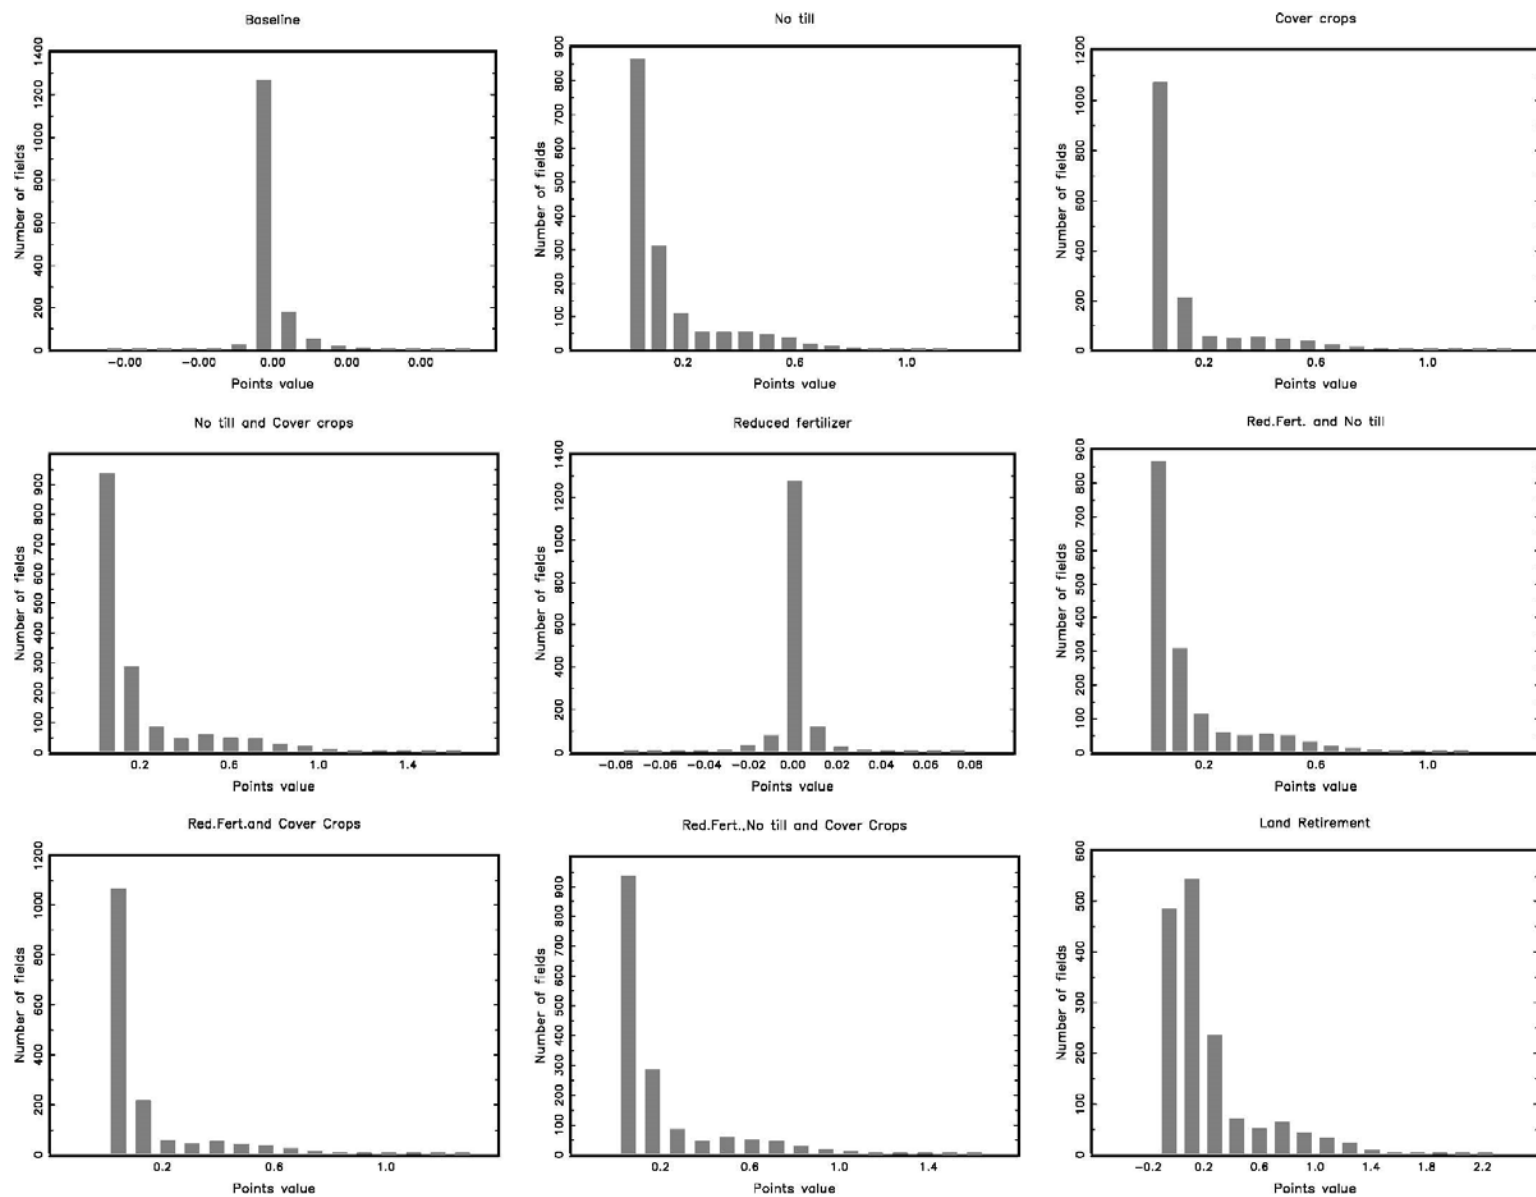 Baseline
Number of fields
0 200 400 600 800 1000 1200 1400
-0.00 -0.00 0.00 0.00 0.00
Points value
No till
Number of fields
0 100 200 300 400 500 600 700 800 900
0.2 0.6 1.0
Points value
Cover crops
Number of fields
0 200 400 600 800 1000 1200
0.2 0.6 1.0
Points value
No till and Cover crops
Number of fields
0 100 200 300 400 500 600 700 800 900
0.2 0.6 1.0 1.4
Points value
Reduced fertilizer
Number of fields
0 200 400 600 800 1000 1200 1400
-0.08 -0.06 -0.04 -0.02 0.00 0.02 0.04 0.06 0.08
Points value
Red.Fert. and No till
Number of fields
0 100 200 300 400 500 600 700 800 900
0.2 0.6 1.0
Points value
Red.Fert.and Cover Crops
Number of fields
0 200 400 600 800 1000 1200
0.2 0.6 1.0
Points value
Red.Fert.,No till and Cover Crops
Number of fields
0 100 200 300 400 500 600 700 800 900
0.2 0.6 1.0 1.4
Points value
Land Retirement
Number of fields
0 100 200 300 400 500 600
-0.2 0.2 0.6 1.0 1.4 1.8 2.2
Points value